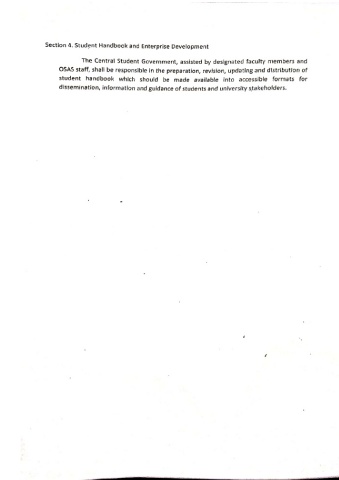 Section 4. Student Handbook and Enterprise Development
The Central Student Government, assisted by designated faculty members and
OSAS staff, shall be responsible in the preparation, revision, updating and distribution of
student handbook which should be made available into accessible formats for
dissemination, information and guidance of students and university stakeholders.